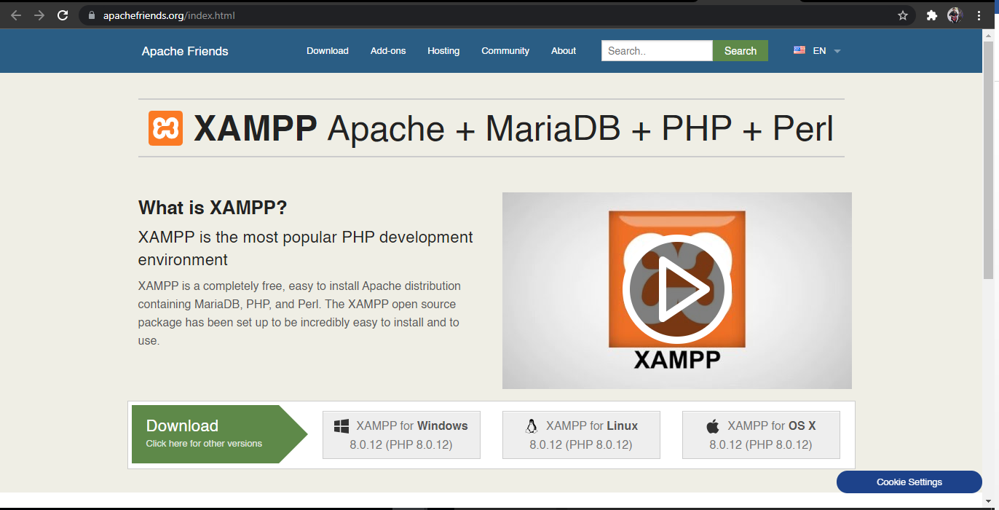 apachefriends.org/index.html
Apache Friends
Download
Add-ons
Hosting
Community
About
Search..
Search
EN
XAMPP Apache + MariaDB + PHP + Perl
What is XAMPP?
XAMPP is the most popular PHP development
environment
XAMPP is a completely free, easy to install Apache distribution
containing MariaDB, PHP, and Perl. The XAMPP open source
package has been set up to be incredibly easy to install and to
use.
XAMPP
Download
Click here for other versions
XAMPP for Windows
8.0.12 (PHP 8.0.12)
XAMPP for Linux
8.0.12 (PHP 8.0.12)
XAMPP for OS X
8.0.12 (PHP 8.0.12)
Cookie Settings